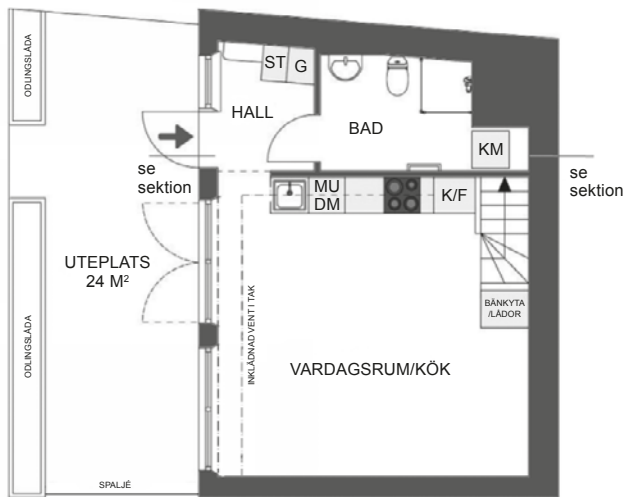 ODLINGSLÅDA
ST
G
HALL
BAD
KM
se
sektion
se
sektion
MU
DM
K/F
UTEPLATS
24 M²
BÄNKYTA
/LÅDOR
INKLÄDNAD VENT I TAK
ODLINGSLÅDA
VARDAGSRUM/KÖK
SPALJÉ